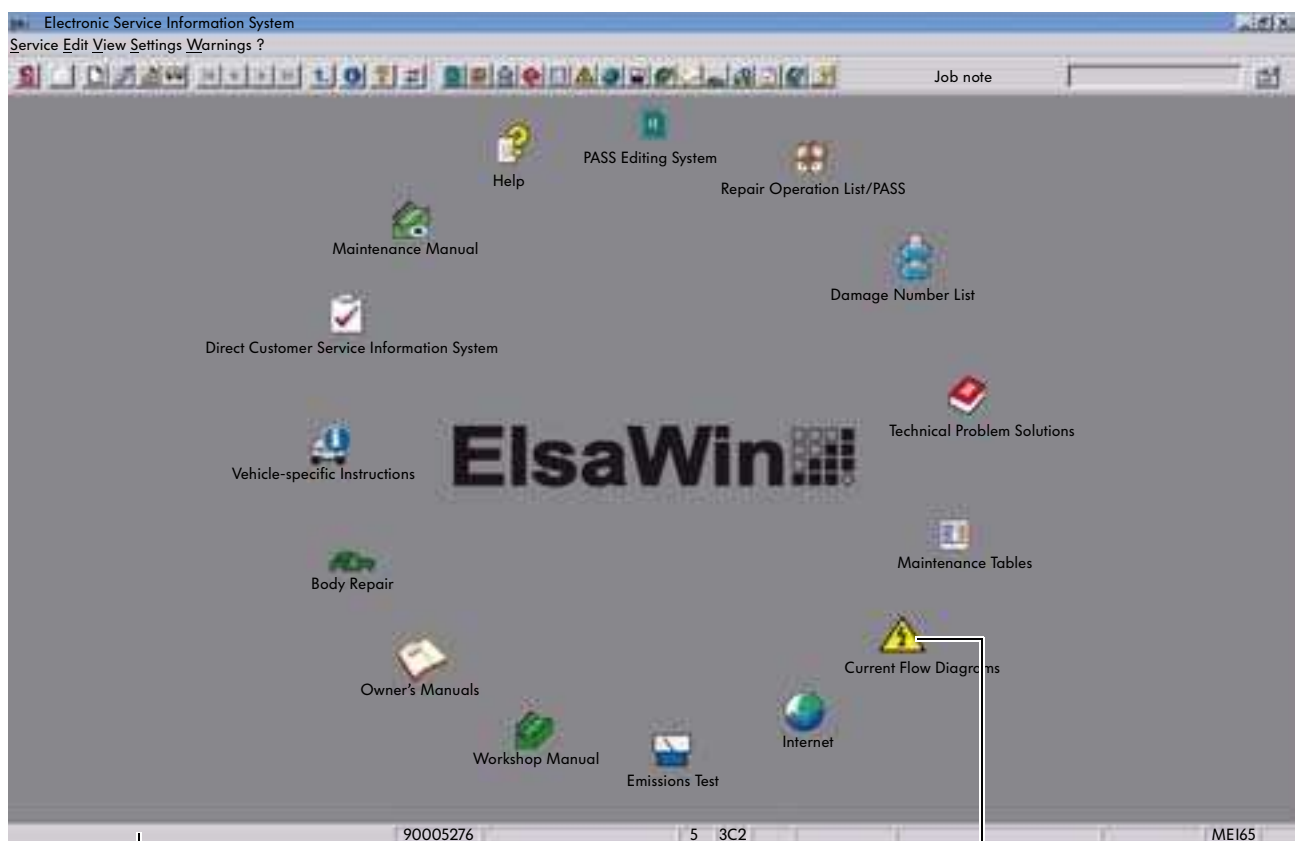 Electronic Service Information System
Service Edit View Settings Warnings ?
Job note
PASS Editing System
Help
Repair Operation List/PASS
Maintenance Manual
Damage Number List
Direct Customer Service Information System
Technical Problem Solutions
ElsaWin
Vehicle-specific Instructions
Maintenance Tables
Body Repair
Current Flow Diagrams
Owner's Manuals
Internet
Workshop Manual
Emissions Test
90005276 5 3C2 MEI65